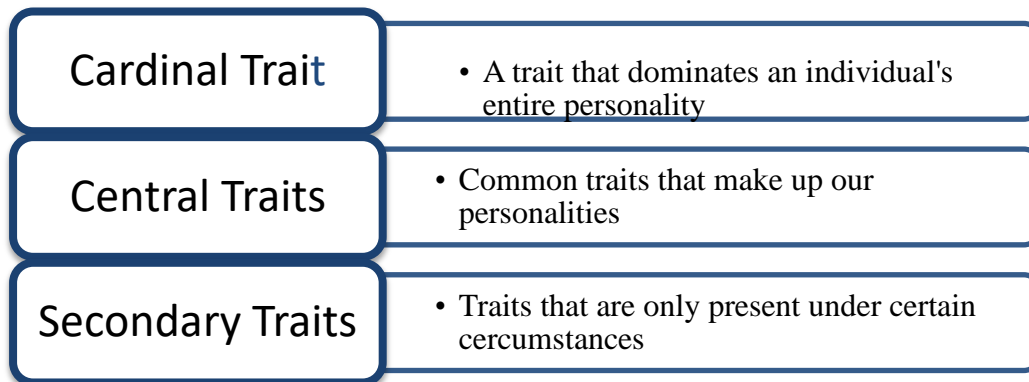 Cardinal Trait
• A trait that dominates an individual's
entire personality
Central Traits
• Common traits that make up our
personalities
Secondary Traits
• Traits that are only present under certain
cercumstances